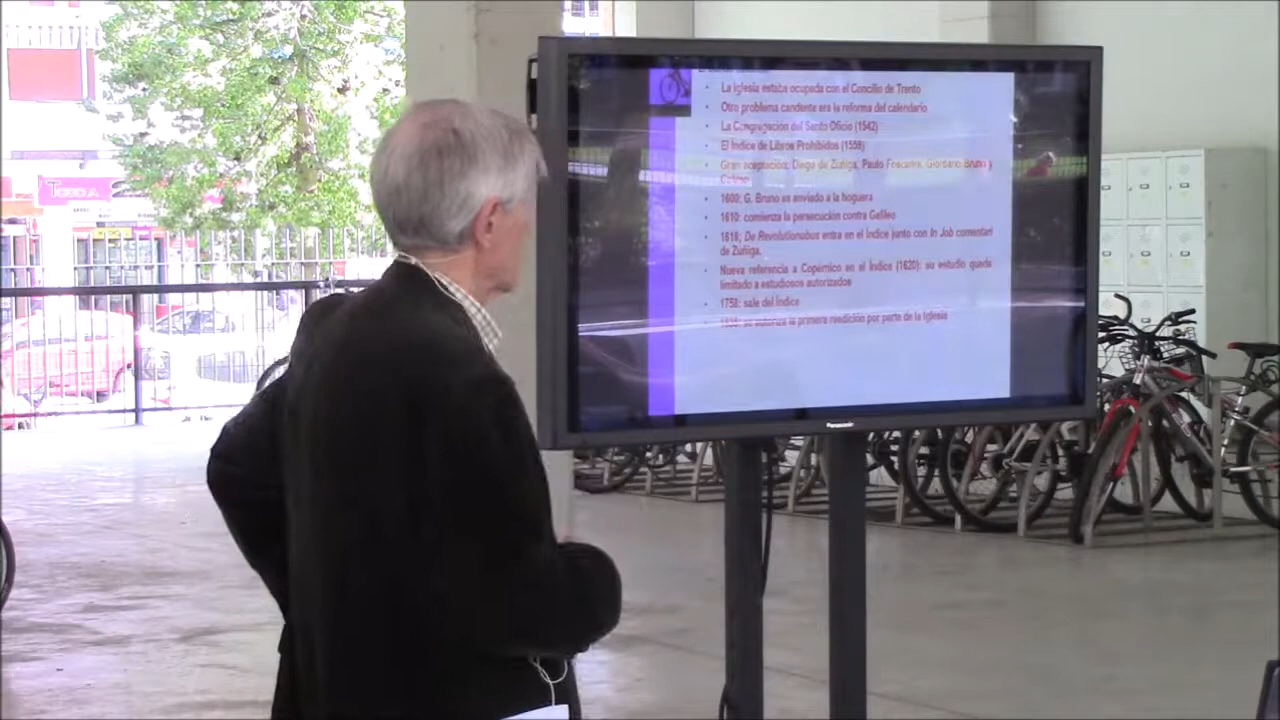 La Iglesia estaba ocupada con el Concilio de Trento
Otro problema candente era la reforma del calendario
La Congregación del Santo Oficio (1542)
El Índice de Libros Prohibidos (1559)
Gran aceptación: Diego de Zúñiga, Paulo Foscarini, Giordano Bruno y
1600: G. Bruno es enviado a la hoguera
1610: comienza la persecución contra Galileo
1616: De Revolutionubus entra en el Índice junto con In Job comentari
de Zuñiga.
Nueva referencia a Copérnico en el Índice (1620): su estudio queda
limitado a estudiosos autorizados
1758: sale del Índice
se autoriza la primera reedición por parte de la Iglesia
Panasonic